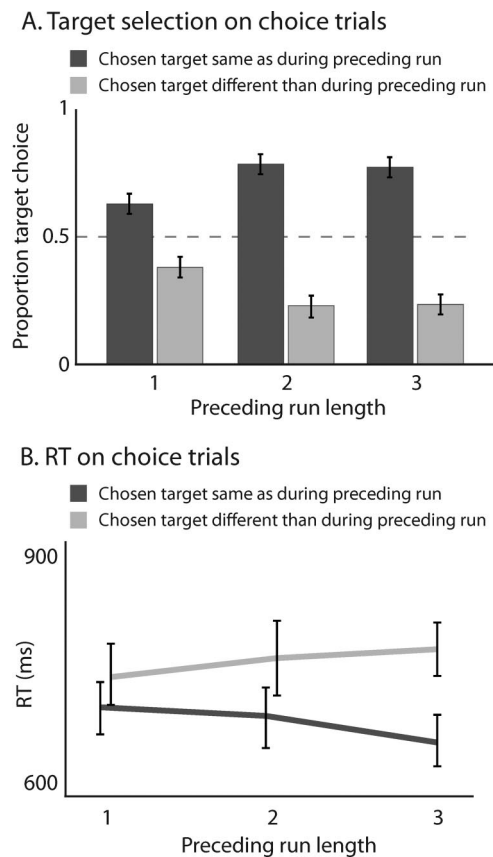 A. Target selection on choice trials
Chosen target same as during preceding run
Chosen target different than during preceding run
1
0.5
0
Proportion target choice
1 2 3
Preceding run length
B. RT on choice trials
Chosen target same as during preceding run
Chosen target different than during preceding run
900
600
RT (ms)
1 2 3
Preceding run length